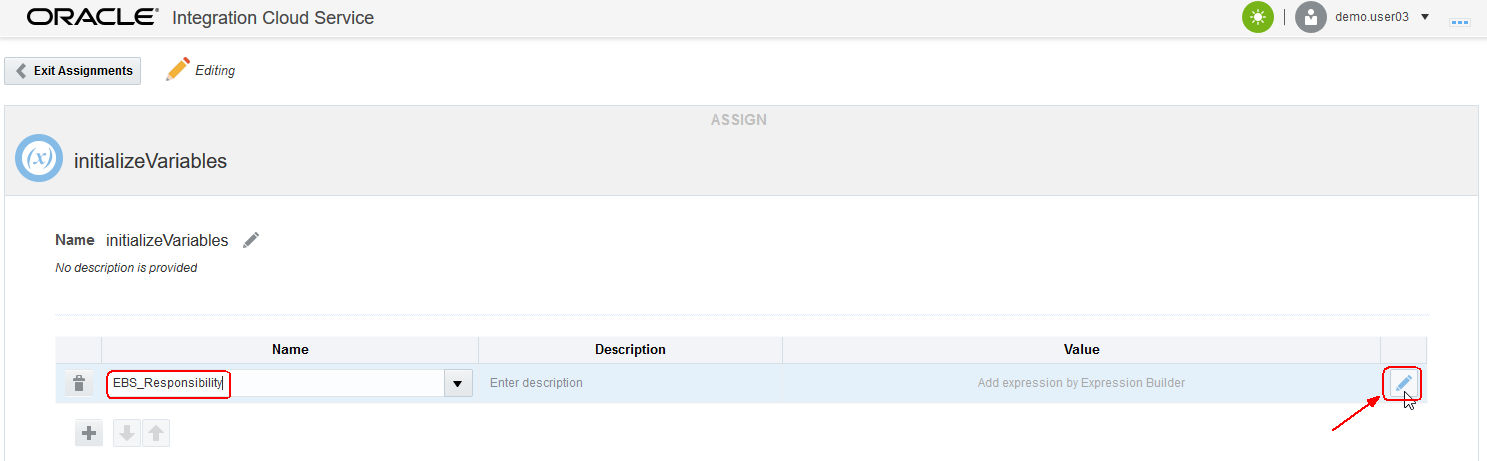 ORACLE® Integration Cloud Service demo.user03
Exit Assignments Editing
ASSIGN
(x) initializeVariables
Name initializeVariables
No description is provided
Name Description Value
EBS_Responsibility Enter description Add expression by Expression Builder